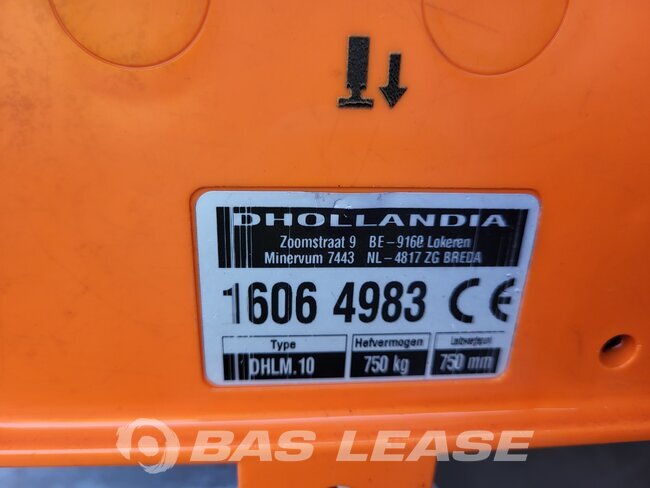 DHOLLANDIA
Zoomstraat 9 BE-9160 Lokeren
Minervum 7443 NL-4817 ZG BREDA
1606 4983 CE
Type Hefvermogen
DHLM.10 750 kg 750 mm
BAS LEASE